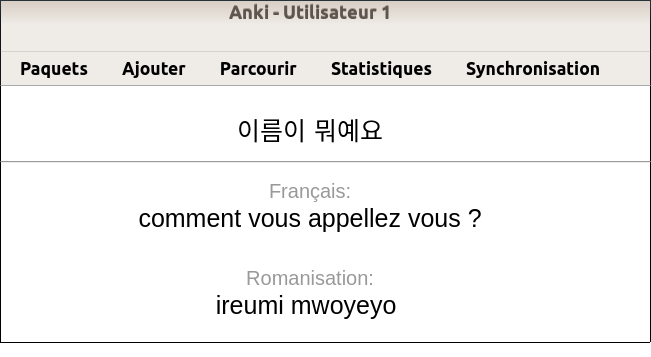 Anki - Utilisateur 1
Paquets Ajouter Parcourir Statistiques Synchronisation
이름이 뭐예요
Français:
comment vous appellez vous ?
Romanisation:
ireumi mwoyeyo